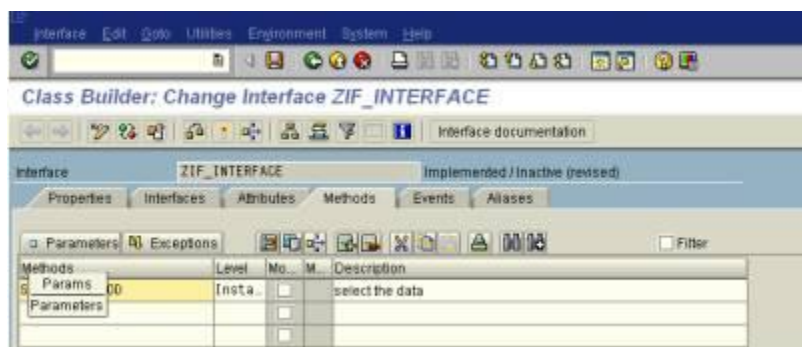 Interface Edit Goto Utilities Environment System Help
Class Builder: Change Interface ZIF_INTERFACE
Interface documentation
Interface ZIF_INTERFACE Implemented / Inactive (revised)
Properties Interfaces Attributes Methods Events Aliases
Parameters Exceptions Filter
Methods Level Mo... M... Description
Params
S OD Insta.. select the data
Parameters